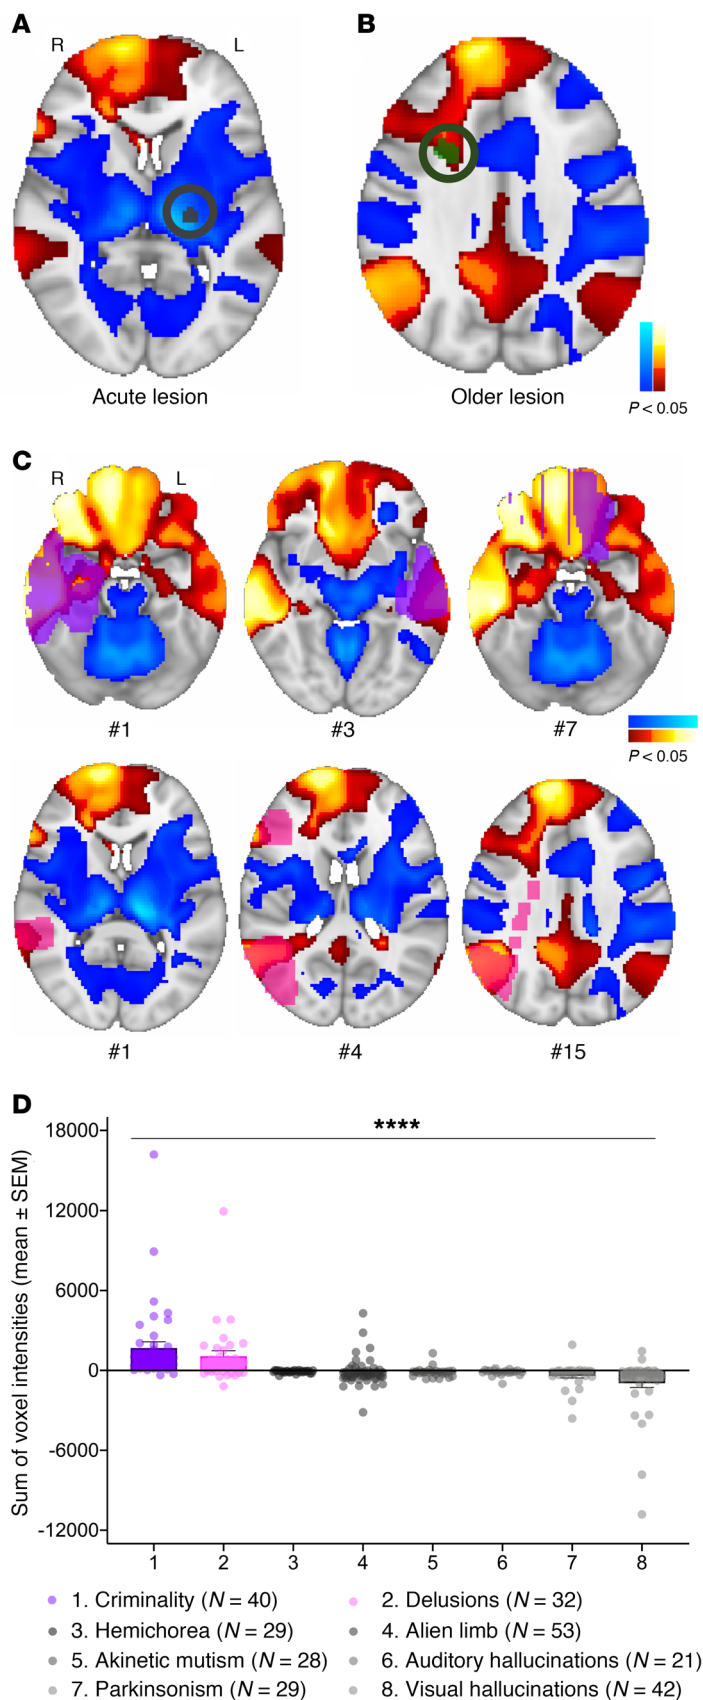 A
B
R
L
Acute lesion
Older lesion
P < 0.05
C
R
L
#1
#3
#7
P < 0.05
#1
#4
#15
D
****
Sum of voxel intensities (mean ± SEM)
18000
12000
6000
0
-6000
-12000
1 2 3 4 5 6 7 8
1. Criminality (N = 40)
2. Delusions (N = 32)
3. Hemichorea (N = 29)
4. Alien limb (N = 53)
5. Akinetic mutism (N = 28)
6. Auditory hallucinations (N = 21)
7. Parkinsonism (N = 29)
8. Visual hallucinations (N = 42)